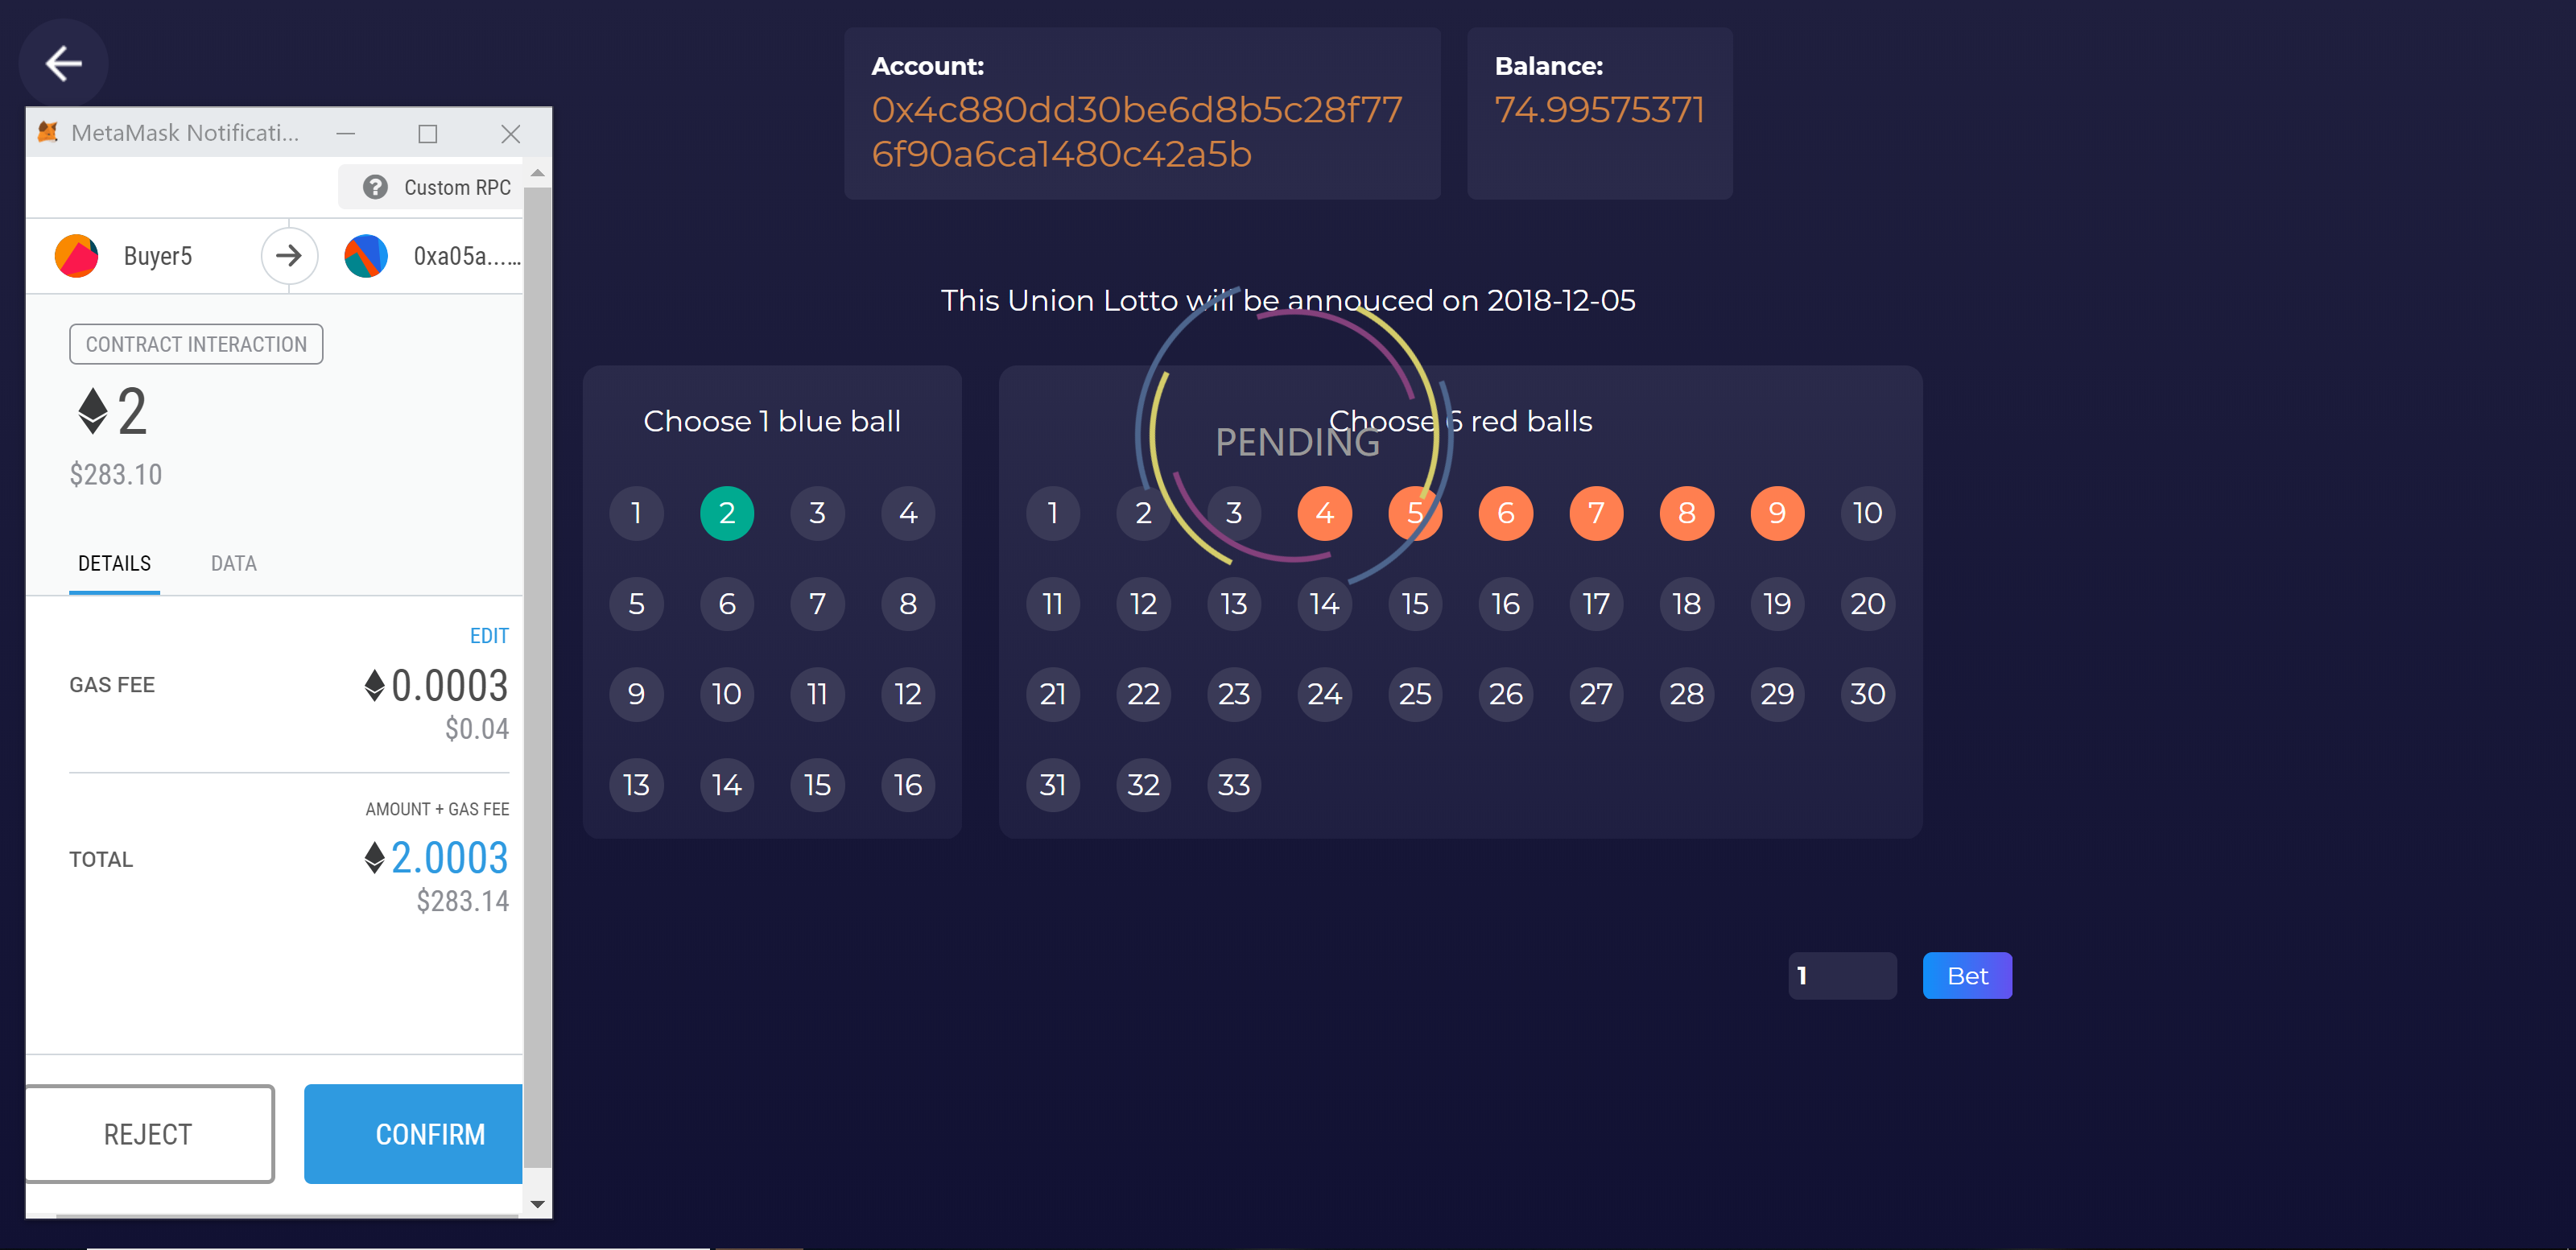 Account:
0x4c880dd30be6d8b5c28f77
6f90a6ca1480c42a5b
Balance:
74.99575371
MetaMask Notificati...
Custom RPC
Buyer5
0xa05a...…
CONTRACT INTERACTION
2
$283.10
DETAILS DATA
EDIT
GAS FEE 0.0003
$0.04
AMOUNT + GAS FEE
TOTAL 2.0003
$283.14
REJECT CONFIRM
This Union Lotto will be annouced on 2018-12-05
PENDING
Choose 1 blue ball
1 2 3 4
5 6 7 8
9 10 11 12
13 14 15 16
Choose 6 red balls
1 2 3 4 5 6 7 8 9 10
11 12 13 14 15 16 17 18 19 20
21 22 23 24 25 26 27 28 29 30
31 32 33
1 Bet